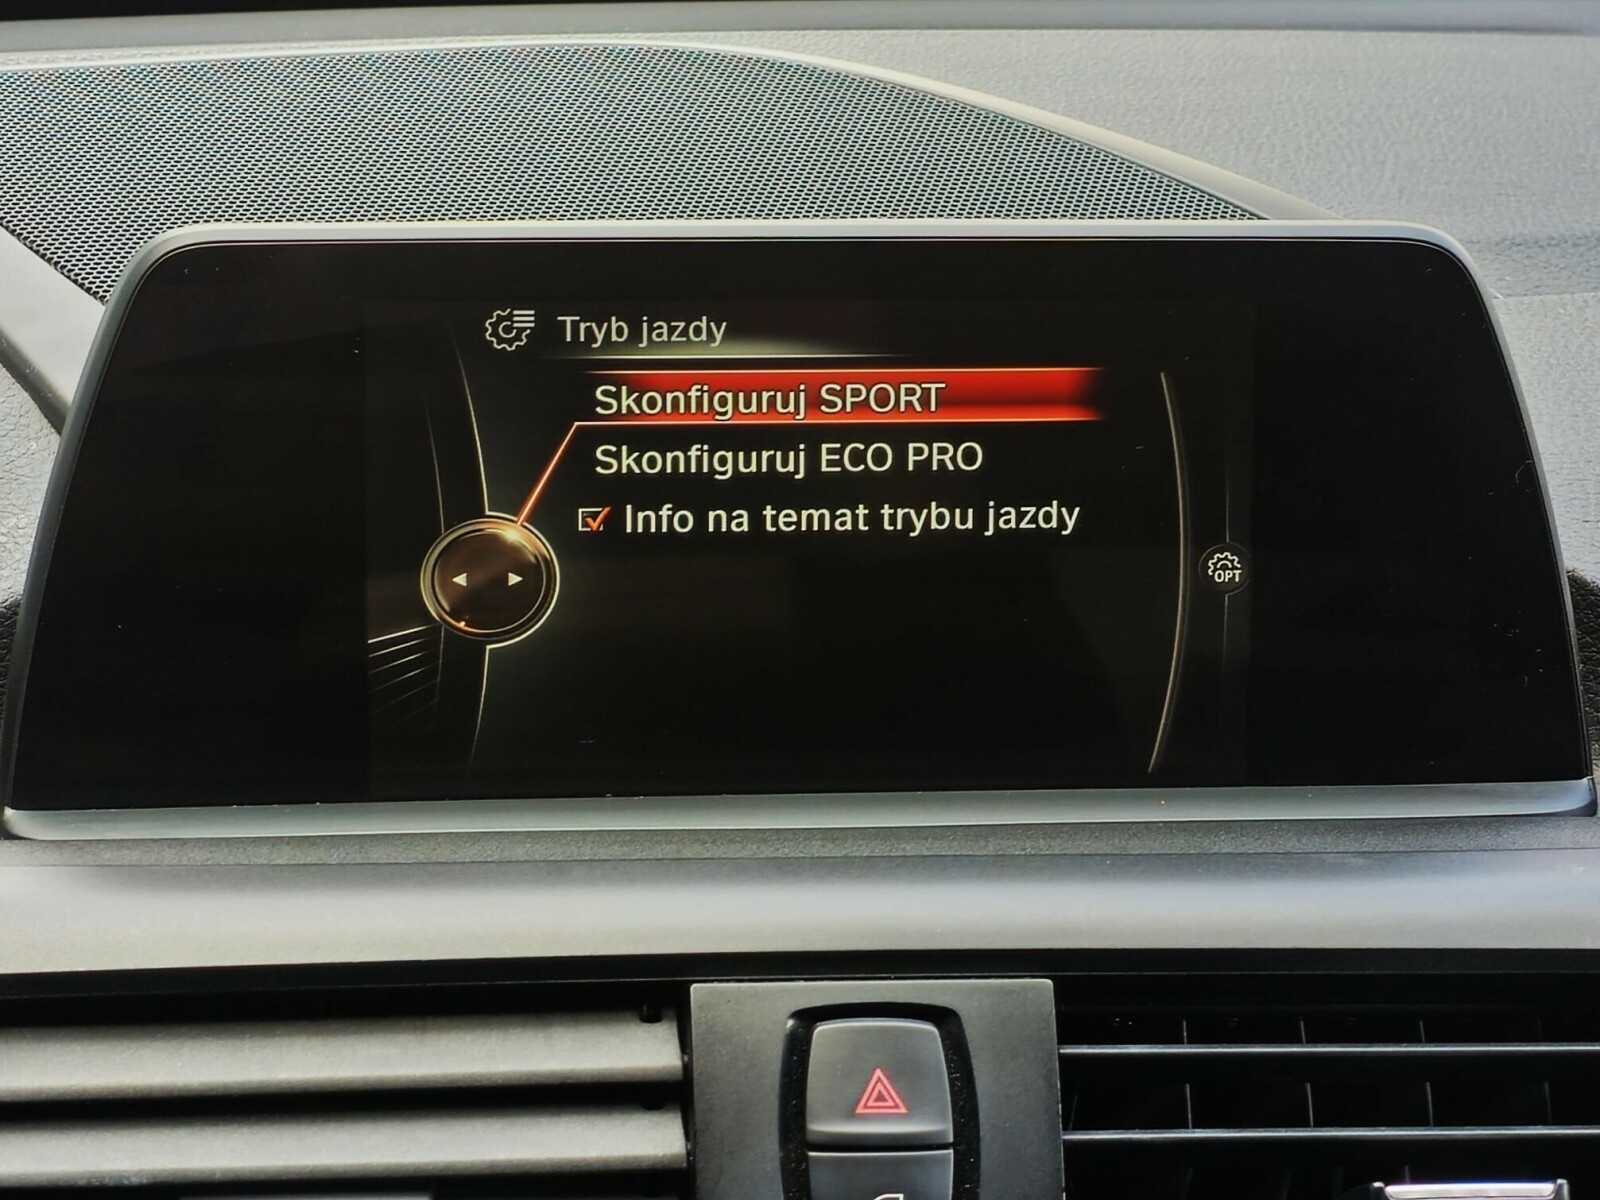 Tryb jazdy
Skonfiguruj SPORT
Skonfiguruj ECO PRO
Info na temat trybu jazdy
OPT